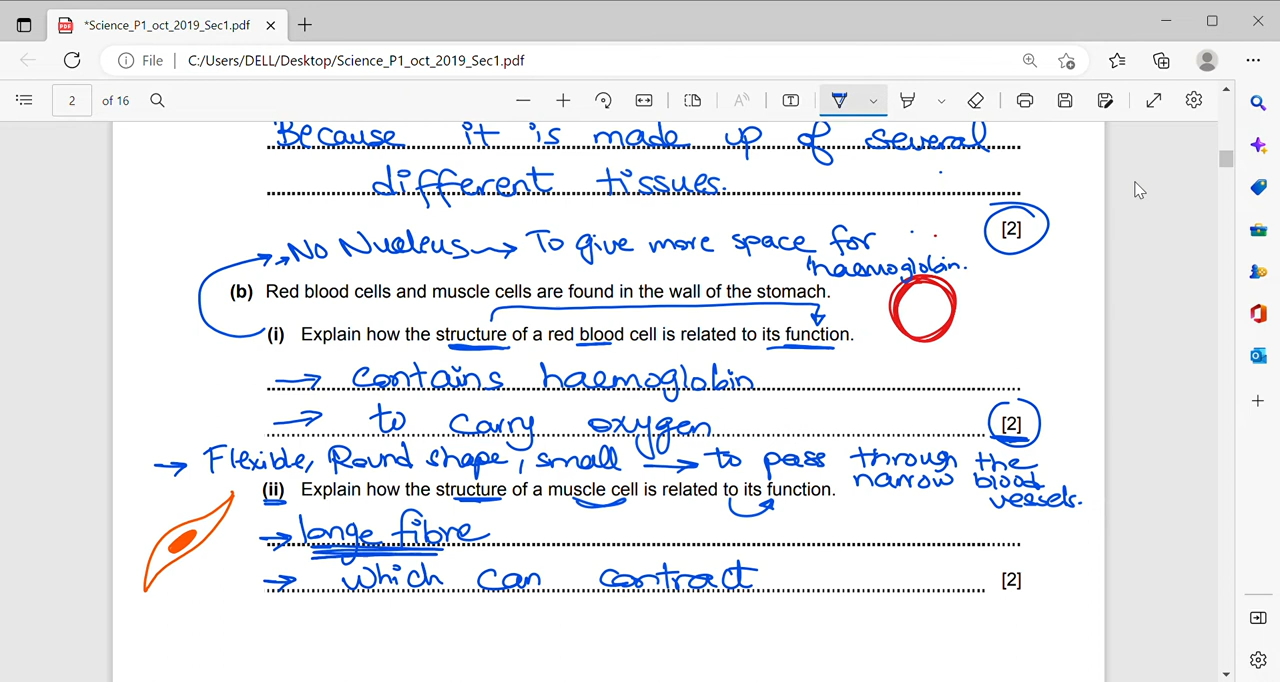 *Science_P1_oct_2019_Sec1.pdf
File C:/Users/DELL/Desktop/Science_P1_oct_2019_Sec1.pdf
2 of 16
Because it is made up of several
different tissues.
[2]
No Nucleus → To give more space for
haemoglobin.
(b) Red blood cells and muscle cells are found in the wall of the stomach.
(i) Explain how the structure of a red blood cell is related to its function.
→ contains haemoglobin
→ to carry oxygen [2]
→ Flexible, Round shape, small → to pass through the
narrow blood
vessels.
(ii) Explain how the structure of a muscle cell is related to its function.
→ longe fibre
→ which can contract [2]